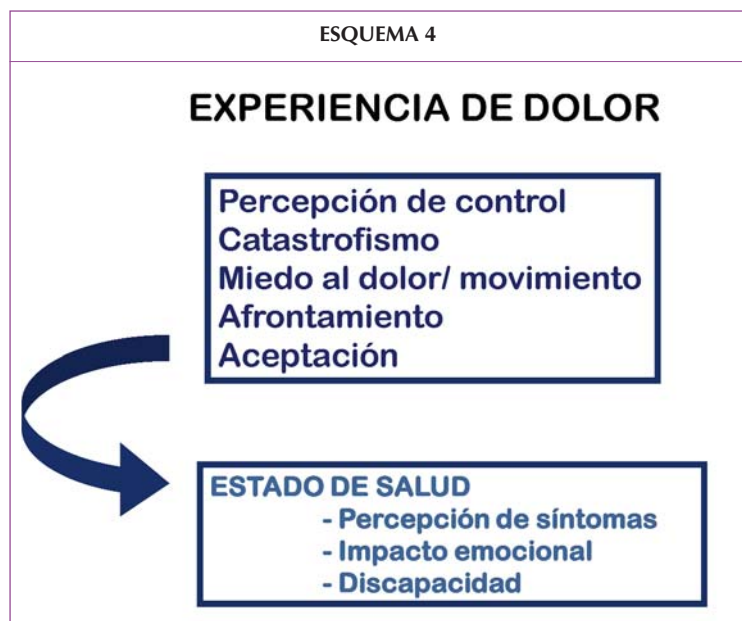 ESQUEMA 4
EXPERIENCIA DE DOLOR
Percepción de control
Catastrofismo
Miedo al dolor/ movimiento
Afrontamiento
Aceptación
ESTADO DE SALUD
- Percepción de síntomas
- Impacto emocional
- Discapacidad